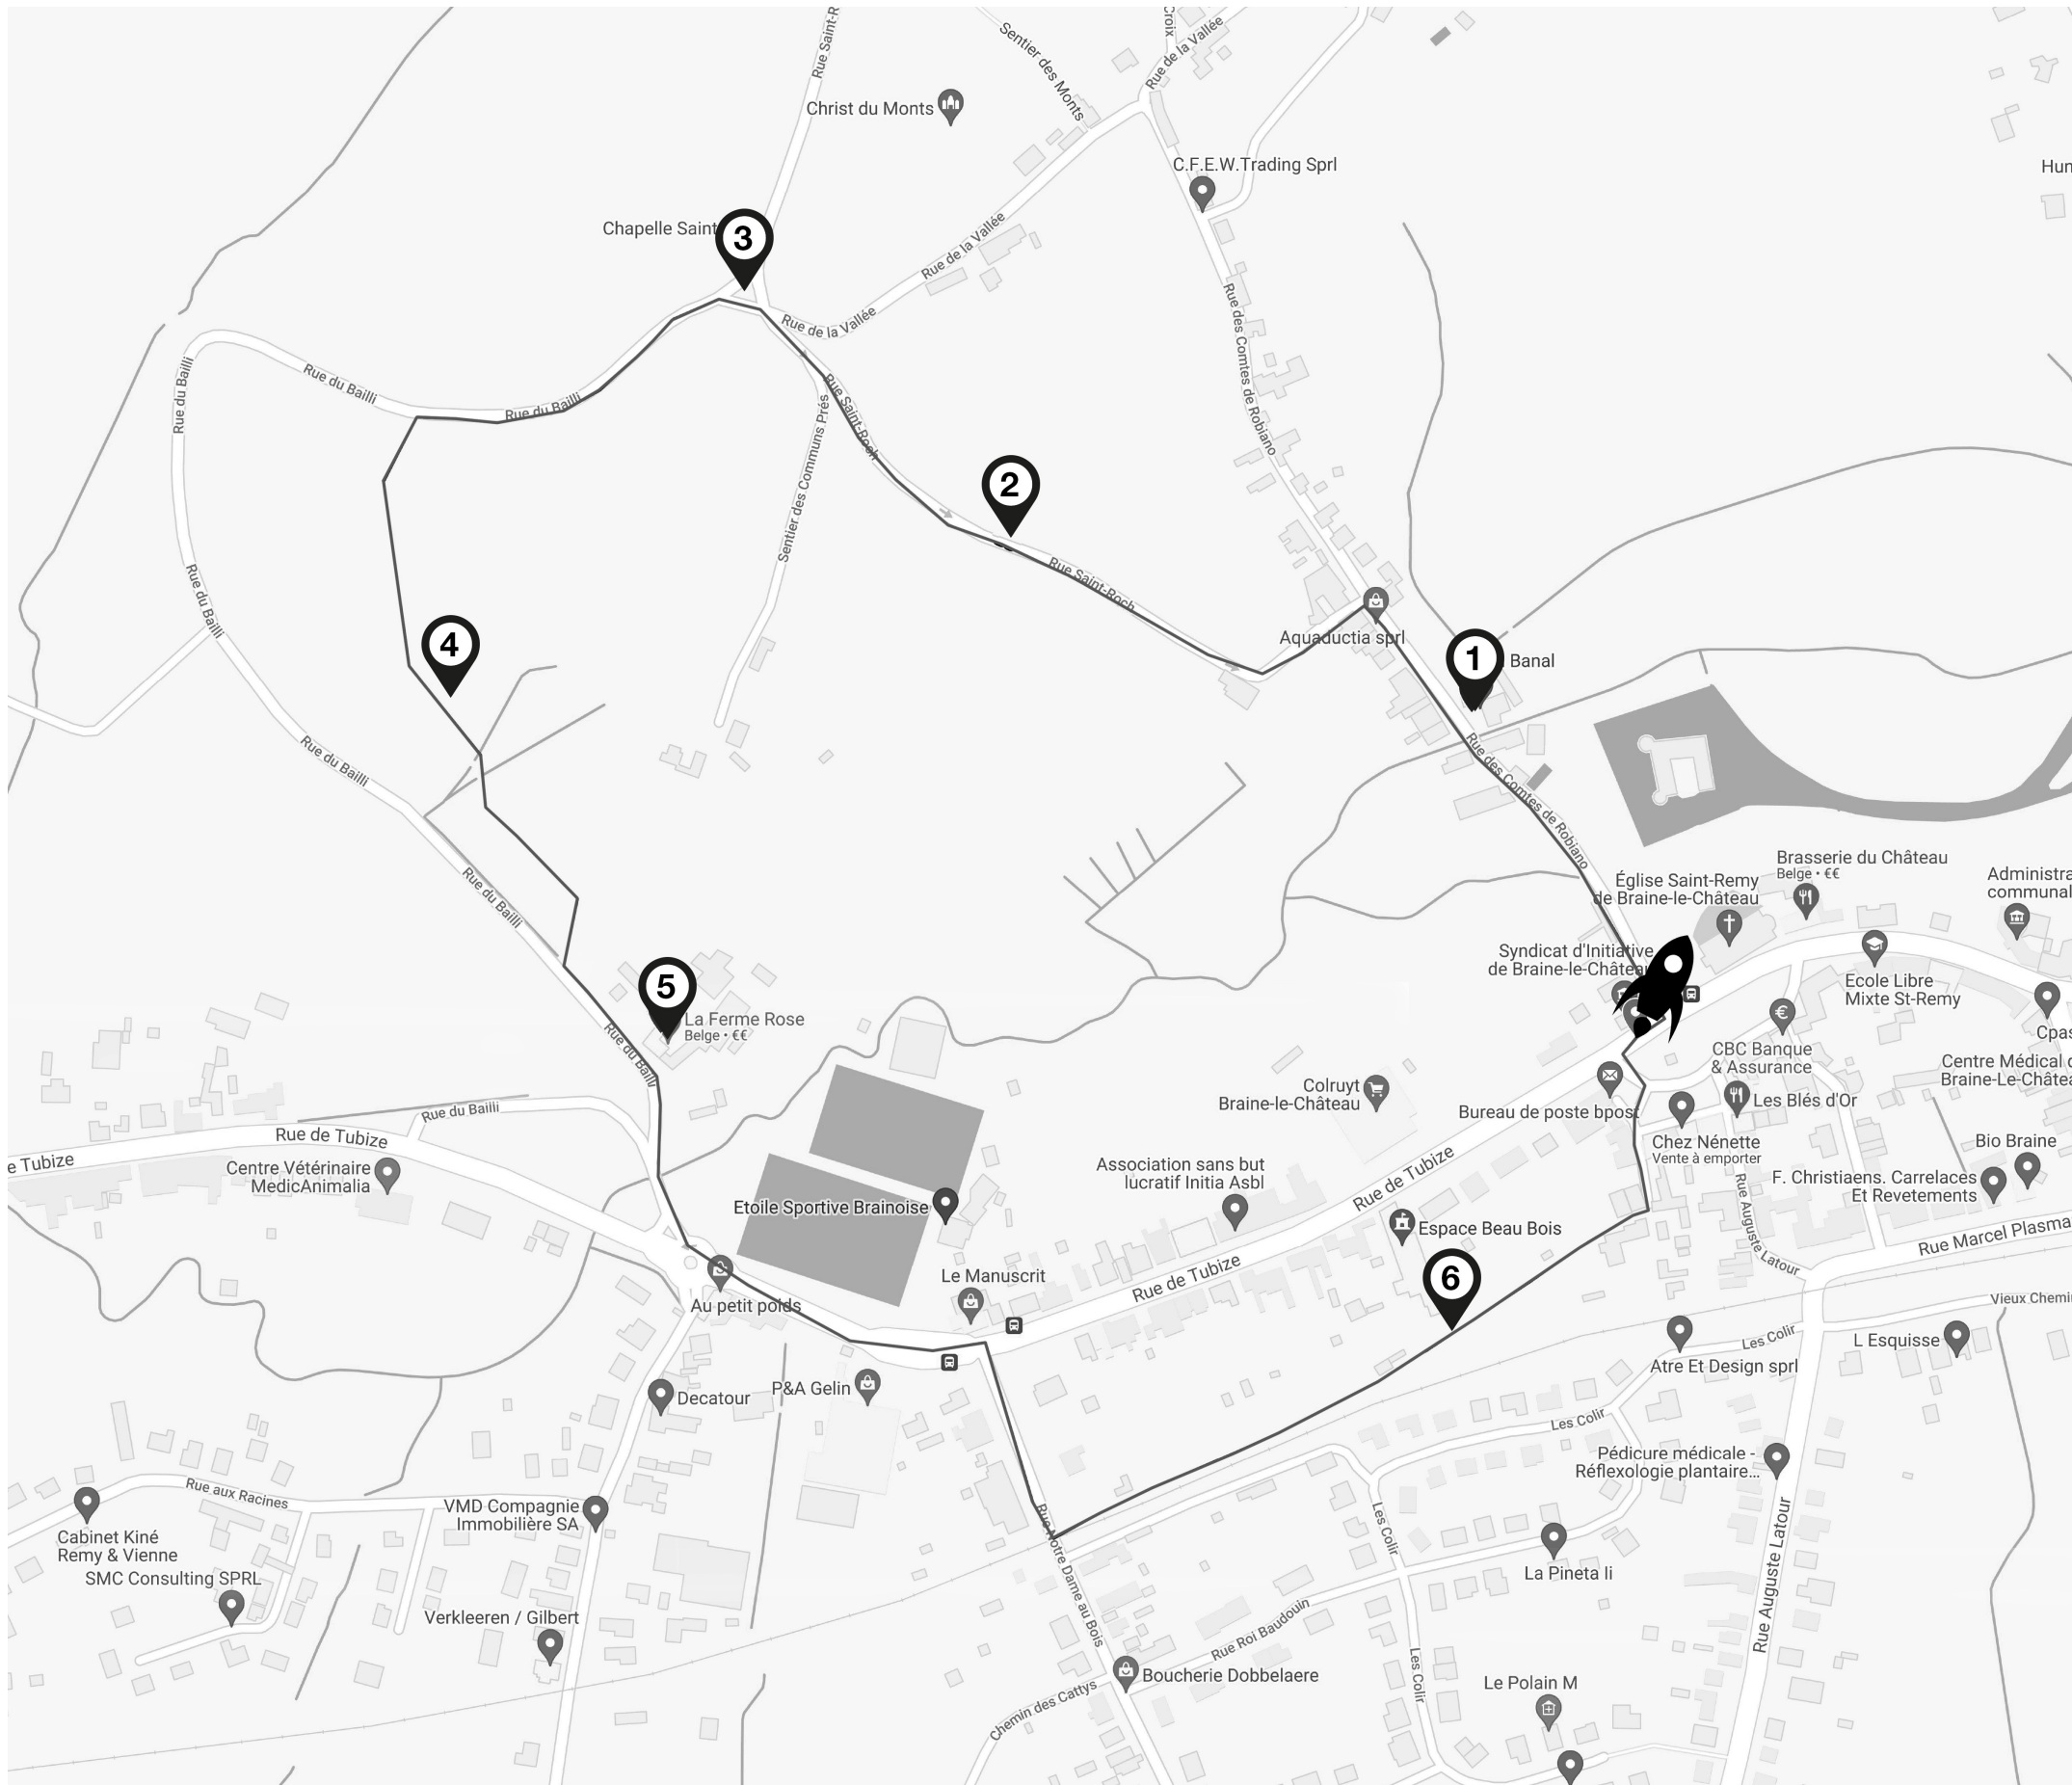 Rue Saint-R
Sentier des Monts
Croix
Rue de la Vallée
Christ du Monts
C.F.E.W.Trading Sprl
Hun
Chapelle Saint
3
Rue de la Vallée
Rue de la Vallée
Rue des Comtes de Robiano
Rue du Bailli
Rue du Bailli
Rue du Bailli
Rue Saint-Roch
Sentier des Communs Prés
2
Rue Saint-Roch
Rue du Bailli
Aquaductia sprl
4
1
Banal
Rue du Bailli
Rue des Comtes de Robiano
Rue du Bailli
Brasserie du Château
Belge • €€
Église Saint-Remy
de Braine-le-Château
Administra
communal
Syndicat d'Initiative
de Braine-le-Château
Ecole Libre
Mixte St-Remy
5
La Ferme Rose
Belge • €€
Rue du Bailli
Cpas
CBC Banque
& Assurance
Centre Médical d
Braine-Le-Châtea
Colruyt
Braine-le-Château
Bureau de poste bpost
Les Blés d'Or
Rue du Bailli
Rue de Tubize
e Tubize
Chez Nénette
Vente à emporter
Bio Braine
Centre Vétérinaire
MedicAnimalia
Association sans but
lucratif Initia Asbl
Rue de Tubize
F. Christiaens. Carrelaces
Et Revetements
Etoile Sportive Brainoise
Espace Beau Bois
Rue Auguste Latour
Rue Marcel Plasma
6
Le Manuscrit
Rue de Tubize
Au petit poids
Vieux Chemin
Les Colir
L Esquisse
Atre Et Design sprl
Decatour
P&A Gelin
Les Colir
Pédicure médicale -
Réflexologie plantaire...
Rue aux Racines
VMD Compagnie
Immobilière SA
Cabinet Kiné
Remy & Vienne
SMC Consulting SPRL
Rue Notre Dame au Bois
Les Colir
La Pineta Ii
Rue Auguste Latour
Verkleeren / Gilbert
Rue Roi Baudouin
Boucherie Dobbelaere
Les Colir
Le Polain M
Chemin des Cattys